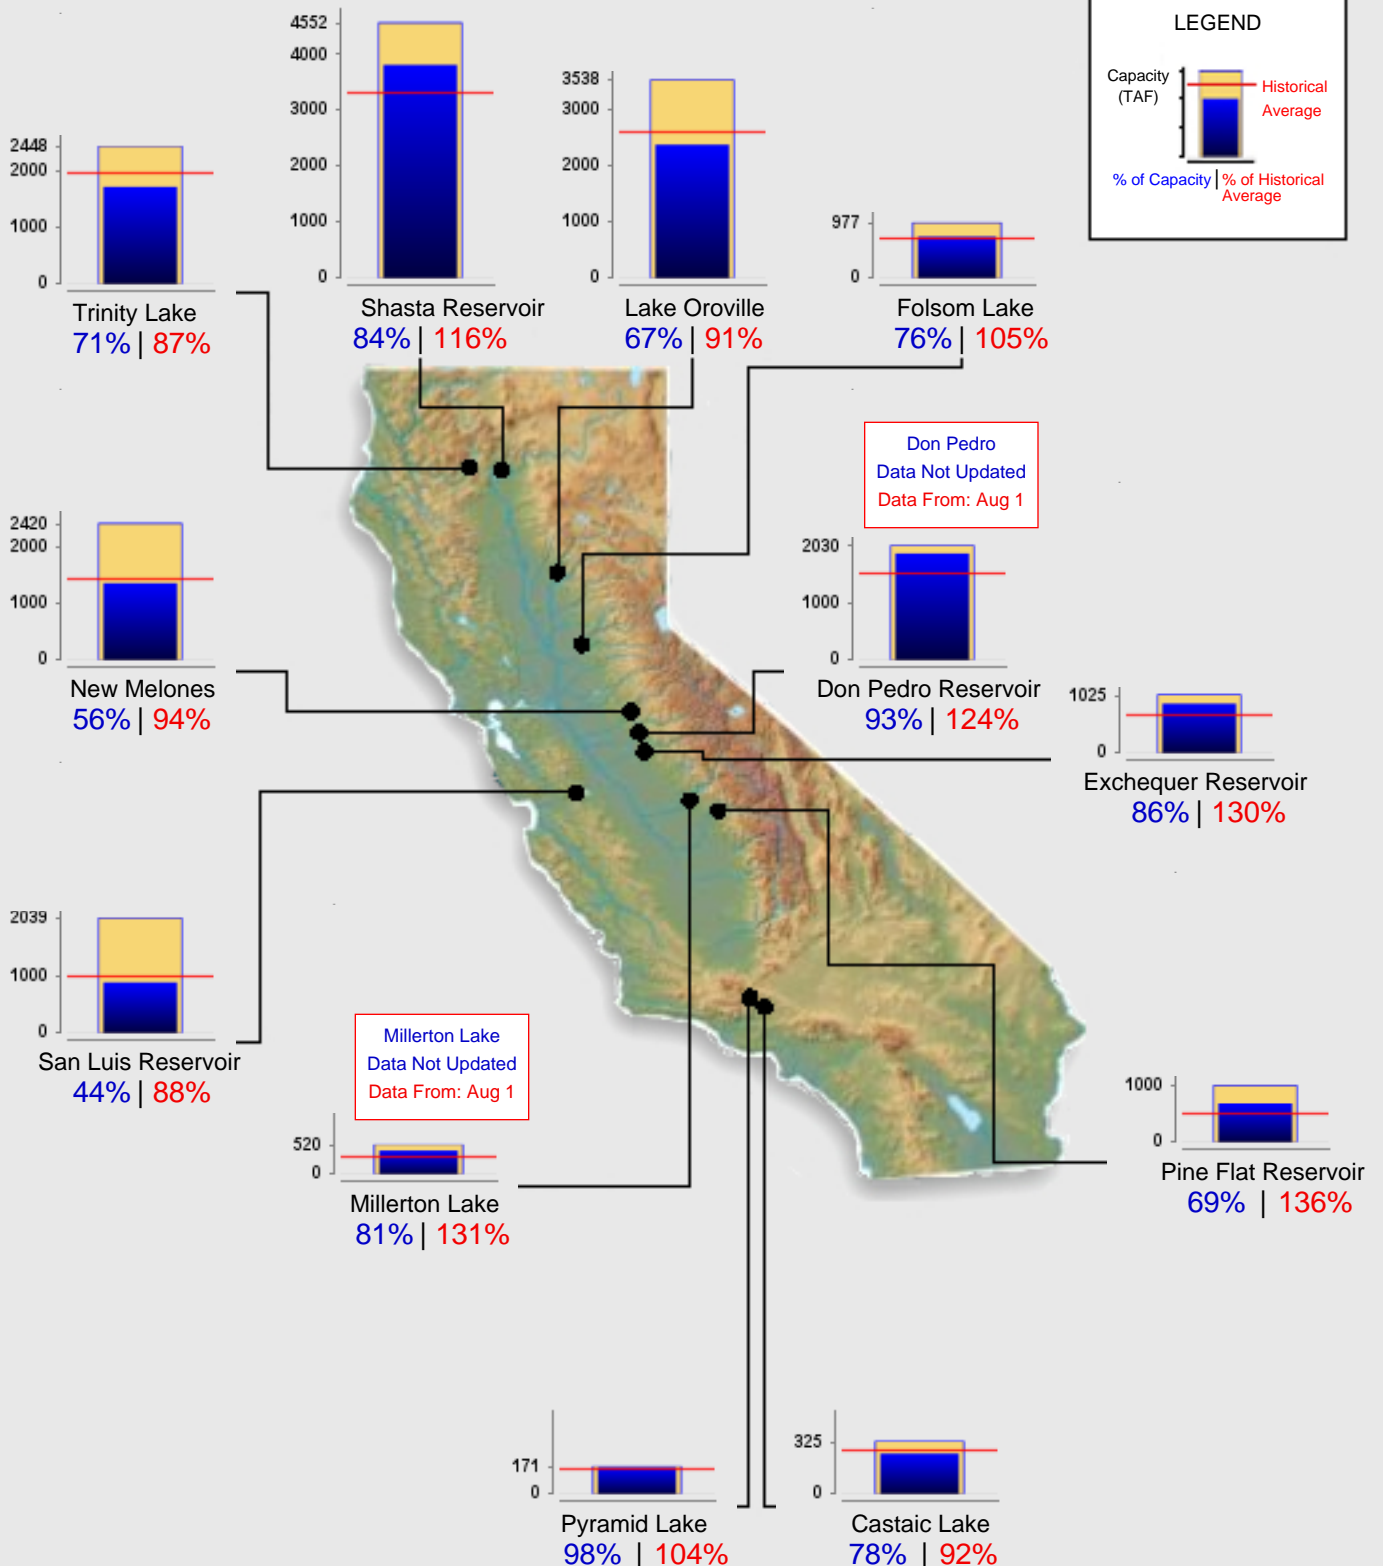 LEGEND
Capacity
(TAF)
Historical
Average
% of Capacity | % of Historical
Average
4552
4000
3000
2000
1000
0
Shasta Reservoir
84% | 116%
3538
3000
2000
1000
0
Lake Oroville
67% | 91%
2448
2000
1000
0
Trinity Lake
71% | 87%
977
0
Folsom Lake
76% | 105%
Don Pedro
Data Not Updated
Data From: Aug 1
2420
2000
1000
0
New Melones
56% | 94%
2030
1000
0
Don Pedro Reservoir
93% | 124%
1025
0
Exchequer Reservoir
86% | 130%
2039
1000
0
San Luis Reservoir
44% | 88%
Millerton Lake
Data Not Updated
Data From: Aug 1
520
0
Millerton Lake
81% | 131%
1000
0
Pine Flat Reservoir
69% | 136%
171
0
Pyramid Lake
98% | 104%
325
0
Castaic Lake
78% | 92%